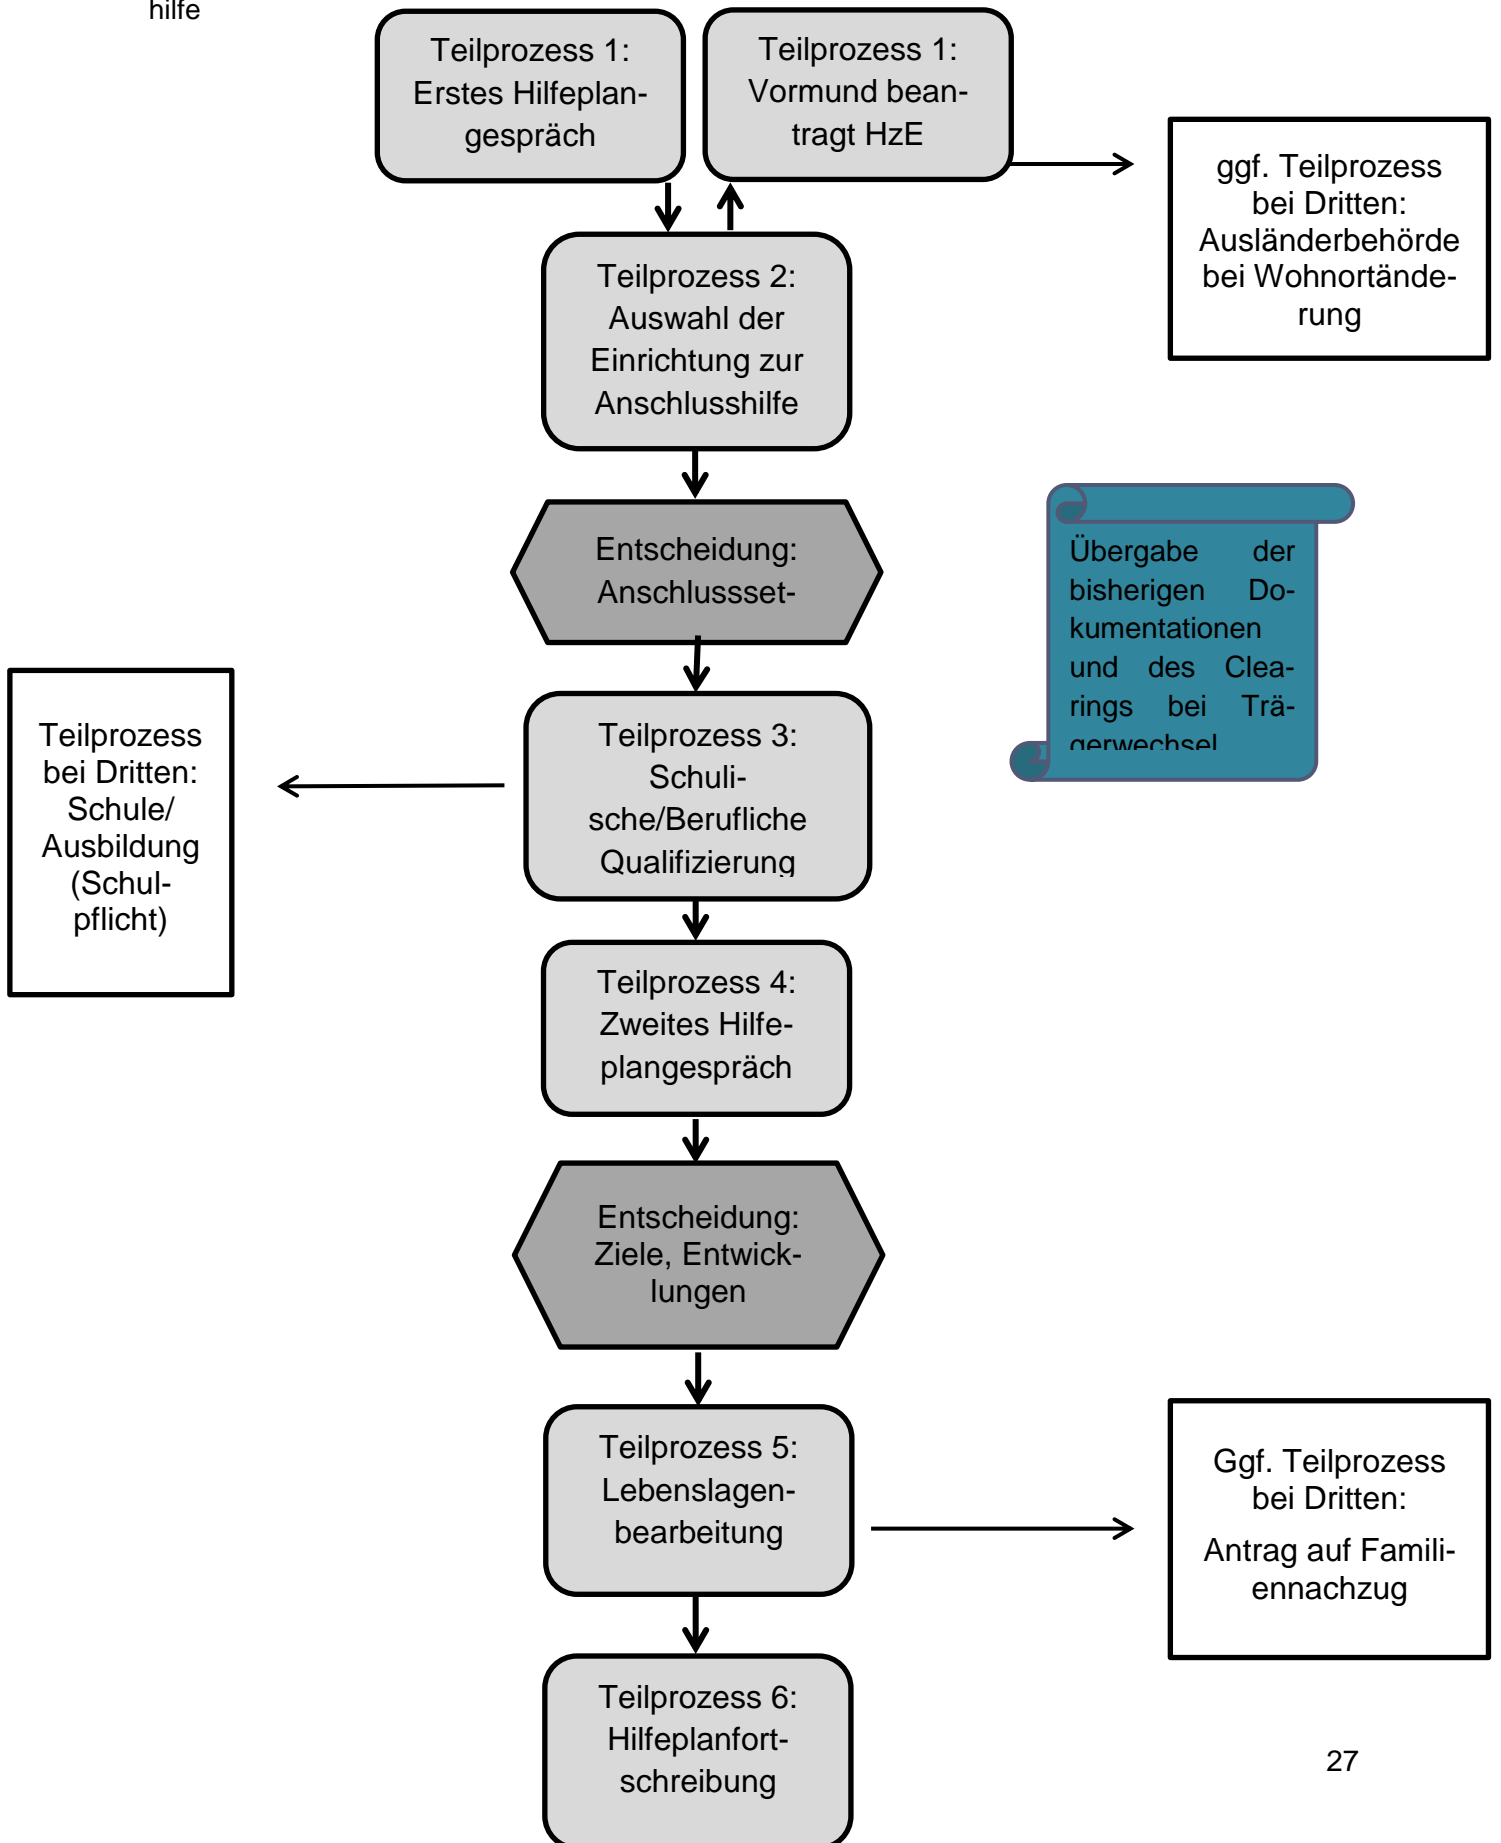 hilfe
Teilprozess 1:
Erstes Hilfeplan-
gespräch
Teilprozess 1:
Vormund bean-
tragt HzE
ggf. Teilprozess
bei Dritten:
Ausländerbehörde
bei Wohnortände-
rung
Teilprozess 2:
Auswahl der
Einrichtung zur
Anschlusshilfe
Entscheidung:
Anschlussset-
Übergabe der
bisherigen Do-
kumentationen
und des Clea-
rings bei Trä-
gerwechsel
Teilprozess
bei Dritten:
Schule/
Ausbildung
(Schul-
pflicht)
Teilprozess 3:
Schuli-
sche/Berufliche
Qualifizierung
Teilprozess 4:
Zweites Hilfe-
plangespräch
Entscheidung:
Ziele, Entwick-
lungen
Teilprozess 5:
Lebenslagen-
bearbeitung
Ggf. Teilprozess
bei Dritten:
Antrag auf Famili-
ennachzug
Teilprozess 6:
Hilfeplanfort-
schreibung
27